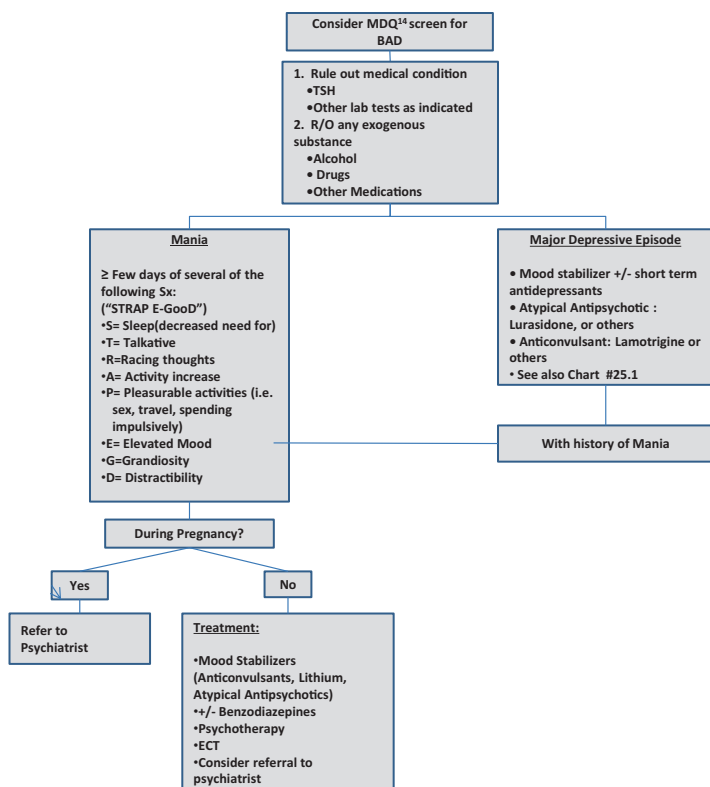 Consider MDQ14 screen for
BAD
1. Rule out medical condition
•TSH
•Other lab tests as indicated
2. R/O any exogenous
substance
•Alcohol
• Drugs
•Other Medications
Mania
≥ Few days of several of the
following Sx:
(“STRAP E-GooD”)
•S= Sleep(decreased need for)
•T= Talkative
•R=Racing thoughts
•A= Activity increase
•P= Pleasurable activities (i.e.
sex, travel, spending
impulsively)
•E= Elevated Mood
•G=Grandiosity
•D= Distractibility
Major Depressive Episode
• Mood stabilizer +/- short term
antidepressants
• Atypical Antipsychotic :
Lurasidone, or others
• Anticonvulsant: Lamotrigine or
others
• See also Chart #25.1
With history of Mania
During Pregnancy?
Yes
No
Refer to
Psychiatrist
Treatment:
•Mood Stabilizers
(Anticonvulsants, Lithium,
Atypical Antipsychotics)
•+/- Benzodiazepines
•Psychotherapy
•ECT
•Consider referral to
psychiatrist